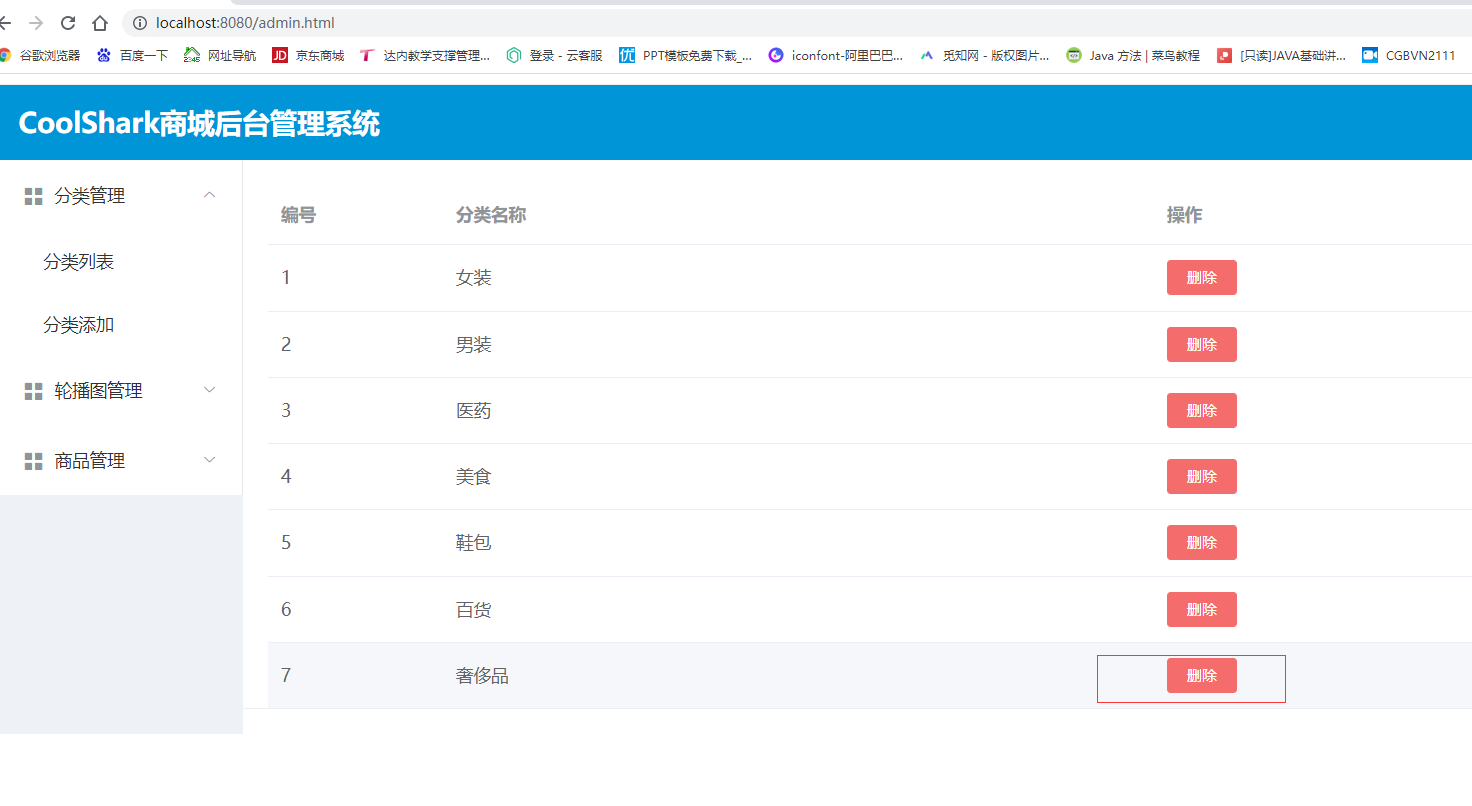 localhost:8080/admin.html
谷歌浏览器 百度一下 网址导航 京东商城 达内教学支撑管理... 登录 - 云客服 PPT模板免费下载_... iconfont-阿里巴巴... 觅知网 - 版权图片... Java 方法 | 菜鸟教程 [只读]JAVA基础讲... CGBVN2111
CoolShark商城后台管理系统
分类管理
分类列表
分类添加
轮播图管理
商品管理
编号 分类名称 操作
1 女装 删除
2 男装 删除
3 医药 删除
4 美食 删除
5 鞋包 删除
6 百货 删除
7 奢侈品 删除